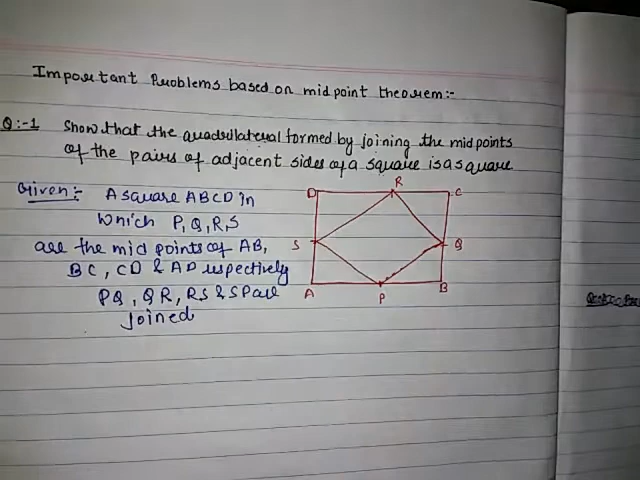 Important Problems based on mid point theorem:-
Q:-1 Show that the quadrilateral formed by joining the midpoints
of the pairs of adjacent sides of a square is a square
Given:- A square ABCD in
which P, Q, R, S
are the mid points of AB,
BC, CD & AD respectively
PQ, QR, RS & SP are
joined
D R C
S Q
A P B